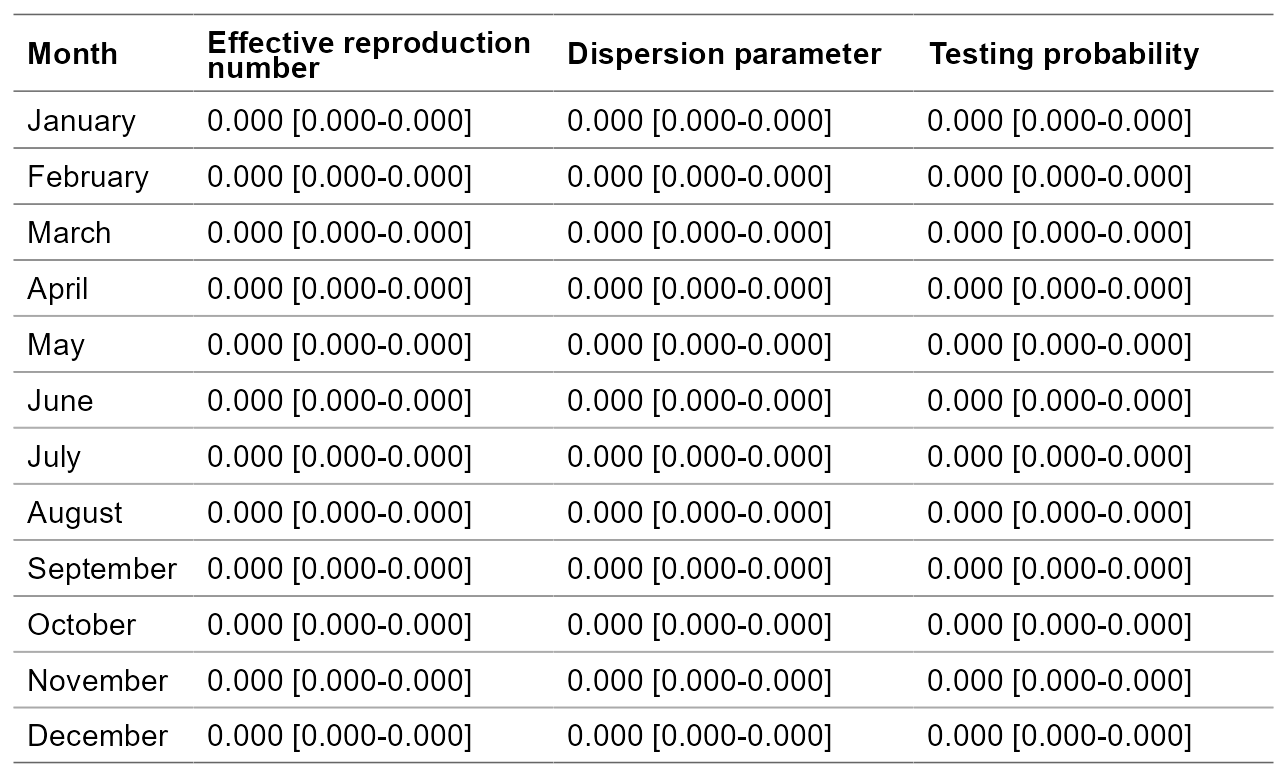 Month Effective reproduction number Dispersion parameter Testing probability
January 0.000 [0.000-0.000] 0.000 [0.000-0.000] 0.000 [0.000-0.000]
February 0.000 [0.000-0.000] 0.000 [0.000-0.000] 0.000 [0.000-0.000]
March 0.000 [0.000-0.000] 0.000 [0.000-0.000] 0.000 [0.000-0.000]
April 0.000 [0.000-0.000] 0.000 [0.000-0.000] 0.000 [0.000-0.000]
May 0.000 [0.000-0.000] 0.000 [0.000-0.000] 0.000 [0.000-0.000]
June 0.000 [0.000-0.000] 0.000 [0.000-0.000] 0.000 [0.000-0.000]
July 0.000 [0.000-0.000] 0.000 [0.000-0.000] 0.000 [0.000-0.000]
August 0.000 [0.000-0.000] 0.000 [0.000-0.000] 0.000 [0.000-0.000]
September 0.000 [0.000-0.000] 0.000 [0.000-0.000] 0.000 [0.000-0.000]
October 0.000 [0.000-0.000] 0.000 [0.000-0.000] 0.000 [0.000-0.000]
November 0.000 [0.000-0.000] 0.000 [0.000-0.000] 0.000 [0.000-0.000]
December 0.000 [0.000-0.000] 0.000 [0.000-0.000] 0.000 [0.000-0.000]